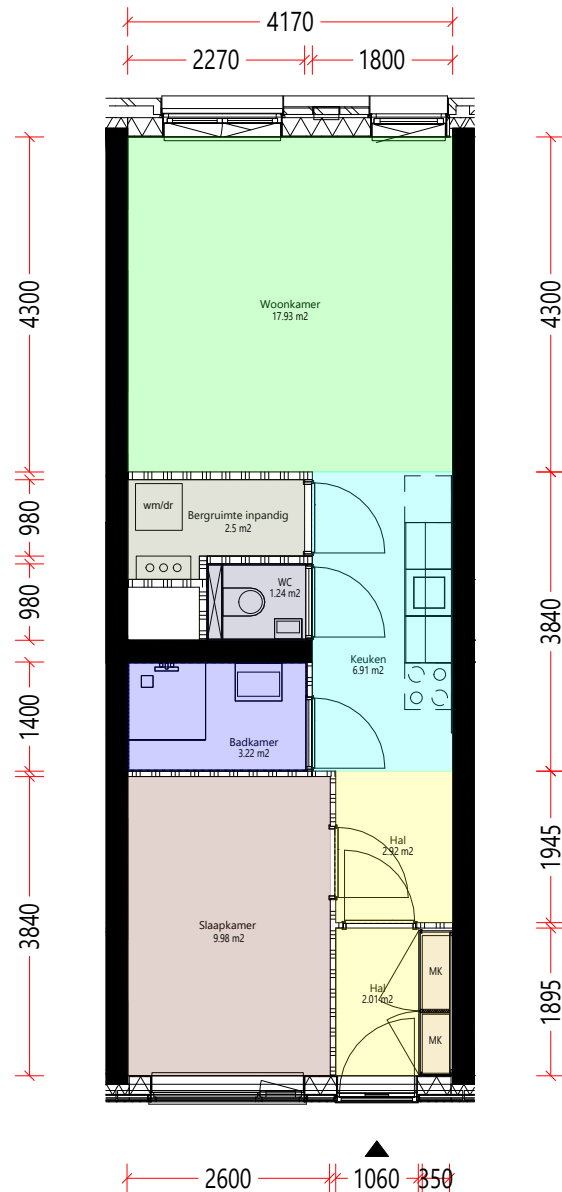 4170
2270 1800
4300
4300
Woonkamer
17.93 m2
wm/dr
Bergruimte inpandig
2.5 m2
980
WC
1.24 m2
980
3840
Keuken
6.91 m2
1400
Badkamer
3.22 m2
Hal
2.92 m2
1945
3840
Slaapkamer
9.98 m2
MK
Hal
2.01 m2
1895
MK
2600 1060 350